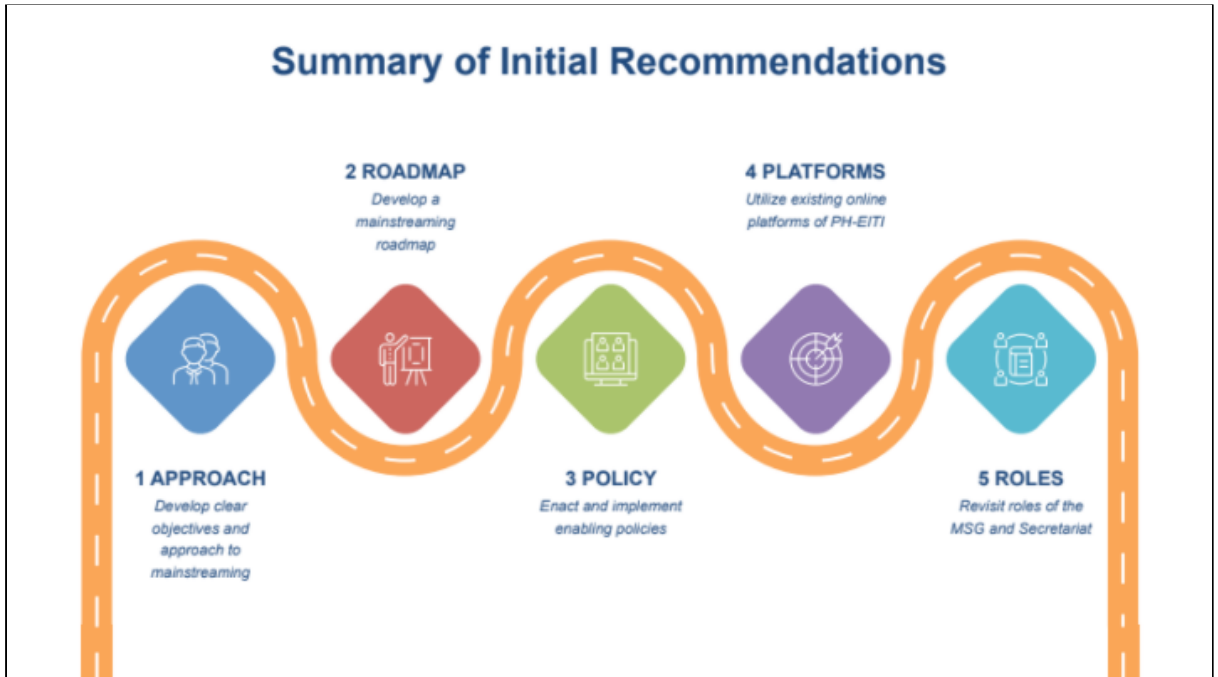 Summary of Initial Recommendations
1 APPROACH
Develop clear
objectives and
approach to
mainstreaming
2 ROADMAP
Develop a
mainstreaming
roadmap
3 POLICY
Enact and implement
enabling policies
4 PLATFORMS
Utilize existing online
platforms of PH-EITI
5 ROLES
Revisit roles of the
MSG and Secretariat